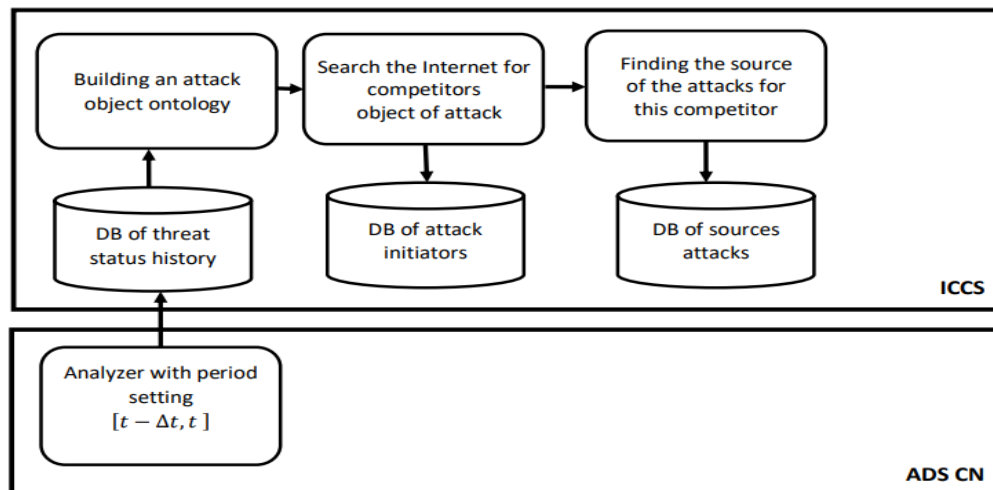 Building an attack
object ontology
Search the Internet for
competitors
object of attack
Finding the source
of the attacks for
this competitor
DB of threat
status history
DB of attack
initiators
DB of sources
attacks
ICCS
Analyzer with period
setting
[t − Δt, t ]
ADS CN